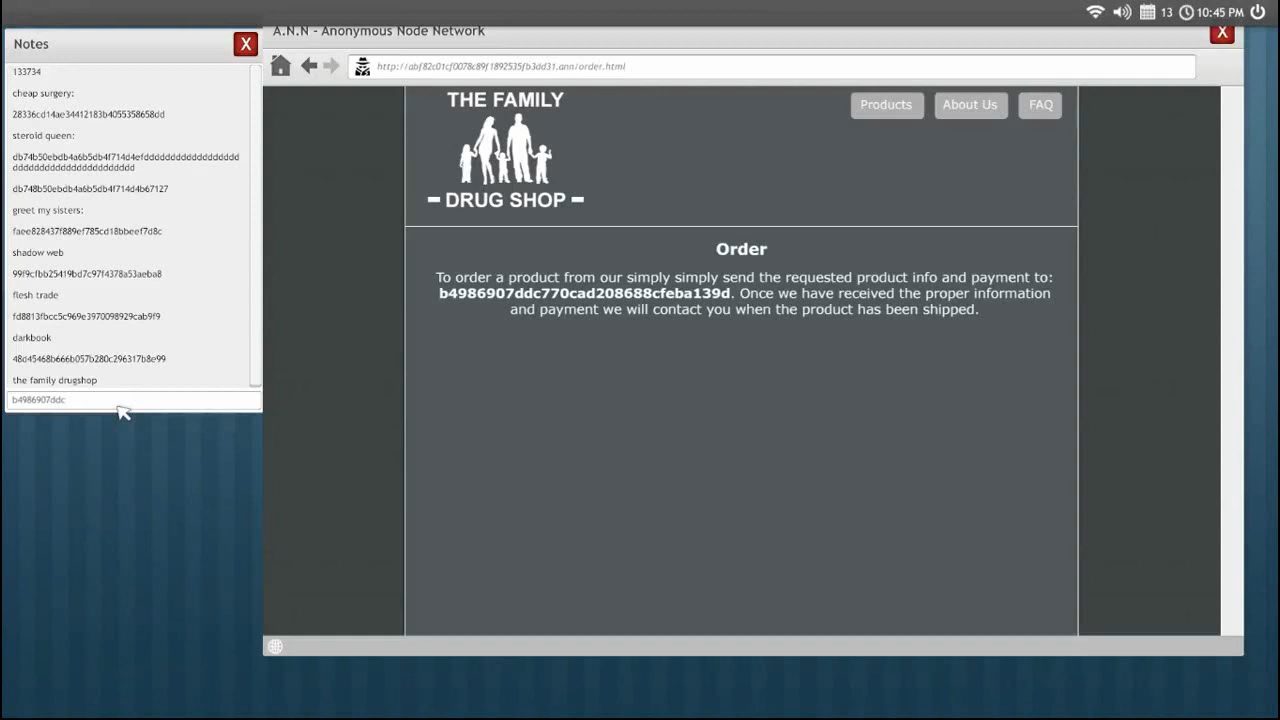 13 10:45 PM
Notes
X
133734
cheap surgery:
28336cd14ae34412183b4055358658dd
steroid queen:
db74b50ebdb4a6b5db4f714d4efdddddddddddddddddd
ddddddddddddddddddddddd
db748b50ebdb4a6b5db4f714d4b67127
greet my sisters:
faee828437f889ef785cd18bbeef7d8c
shadow web
99f9cfbb25419bd7c97f4378a53aeba8
flesh trade
fd8813fbcc5c969e3970098929cab9f9
darkbook
48d45468b666b057b280c296317b8e99
the family drugshop
b4986907ddc
A.N.N - Anonymous Node Network
X
http://abf82c01cf0078c89f1892535fb3dd31.ann/order.html
THE FAMILY
DRUG SHOP
Products About Us FAQ
Order
To order a product from our simply simply send the requested product info and payment to:
b4986907ddc770cad208688cfeba139d. Once we have received the proper information
and payment we will contact you when the product has been shipped.